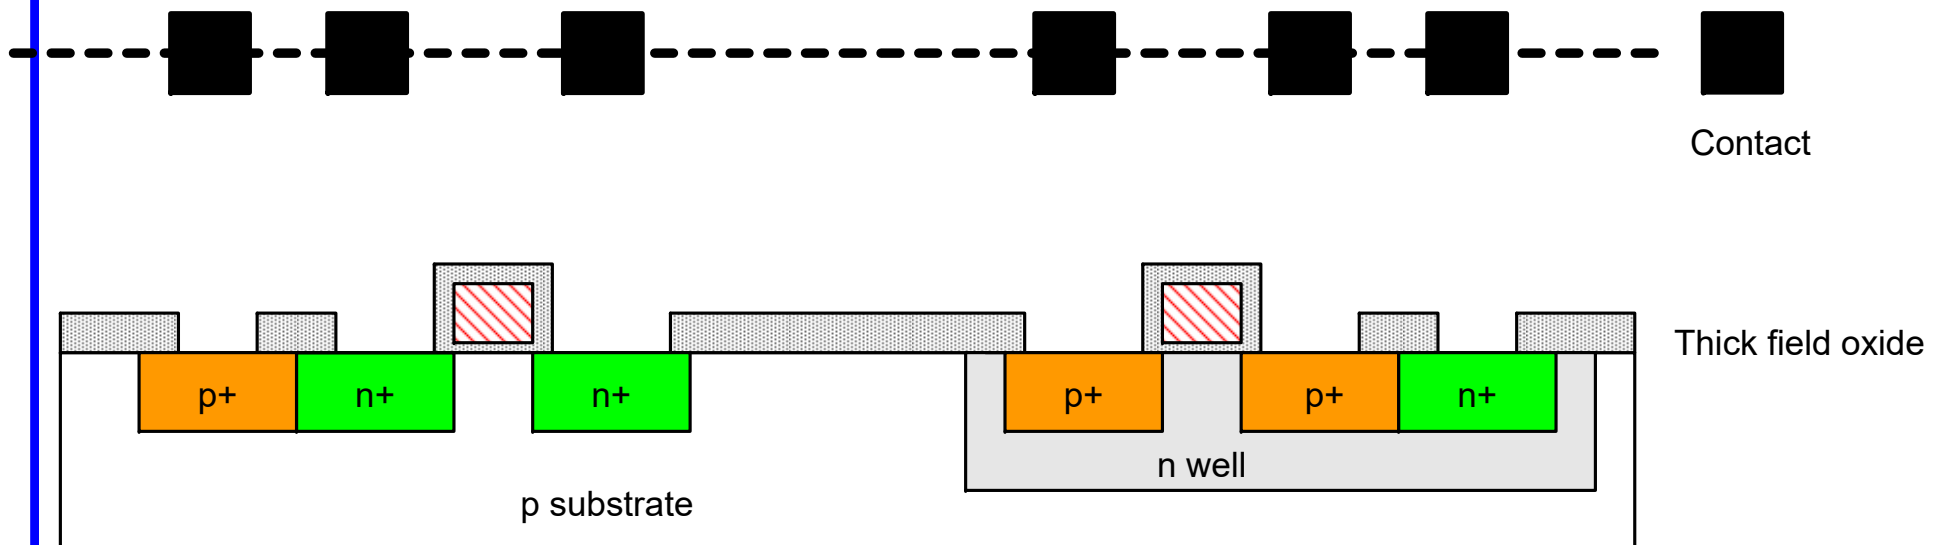 Contact
Thick field oxide
p+
n+
n+
p+
p+
n+
n well
p substrate